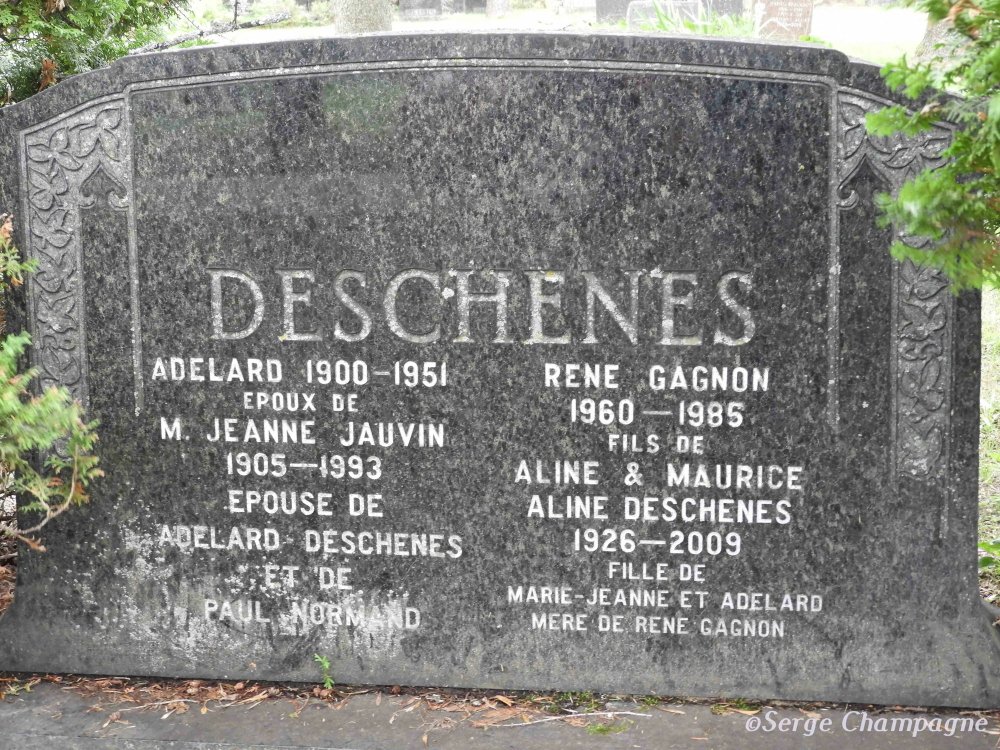 DESCHENES
ADELARD 1900-1951
EPOUX DE
M. JEANNE JAUVIN
1905-1993
EPOUSE DE
ADELARD DESCHENES
ET DE
PAUL NORMAND
RENE GAGNON
1960-1985
FILS DE
ALINE & MAURICE
ALINE DESCHENES
1926-2009
FILLE DE
MARIE-JEANNE ET ADELARD
MERE DE RENE GAGNON
©Serge Champagne